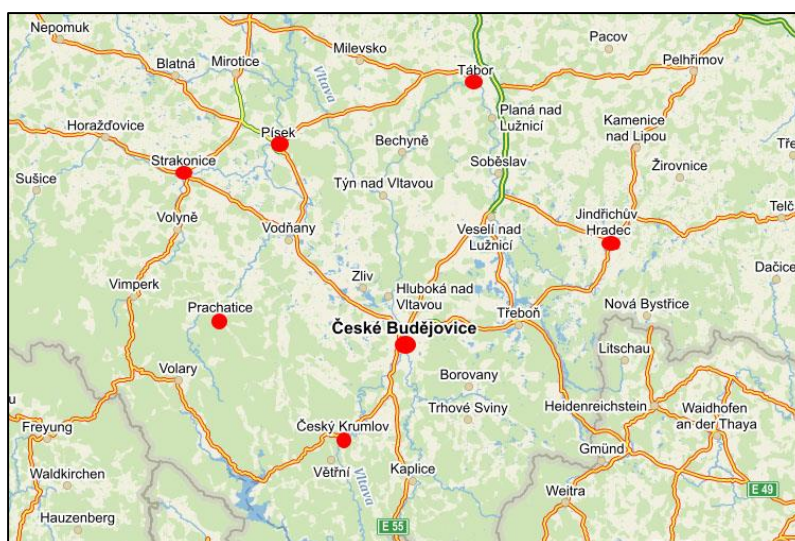 Nepomuk
Milevsko
Pacov
Vltava
Tábor
Pelhřimov
Blatná
Mirotice
Planá nad
Lužnicí
Kamenice
nad Lipou
Horažďovice
Písek
Bechyně
Strakonice
Soběslav
Žirovnice
Sušice
Týn nad Vltavou
Volyně
Vodňany
Veselí nad
Lužnicí
Jindřichův
Hradec
Telč
Zliv
Hluboká nad
Vltavou
Dačice
Vimperk
Prachatice
Třeboň
Nová Bystřice
České Budějovice
Litschau
Volary
Borovany
Trhové Sviny
Heidenreichstein
Waidhofen
an der Thaya
Freyung
Český Krumlov
Větřní
Gmünd
Waldkirchen
Vltava
Kaplice
Weitra
E 49
Hauzenberg
E 55